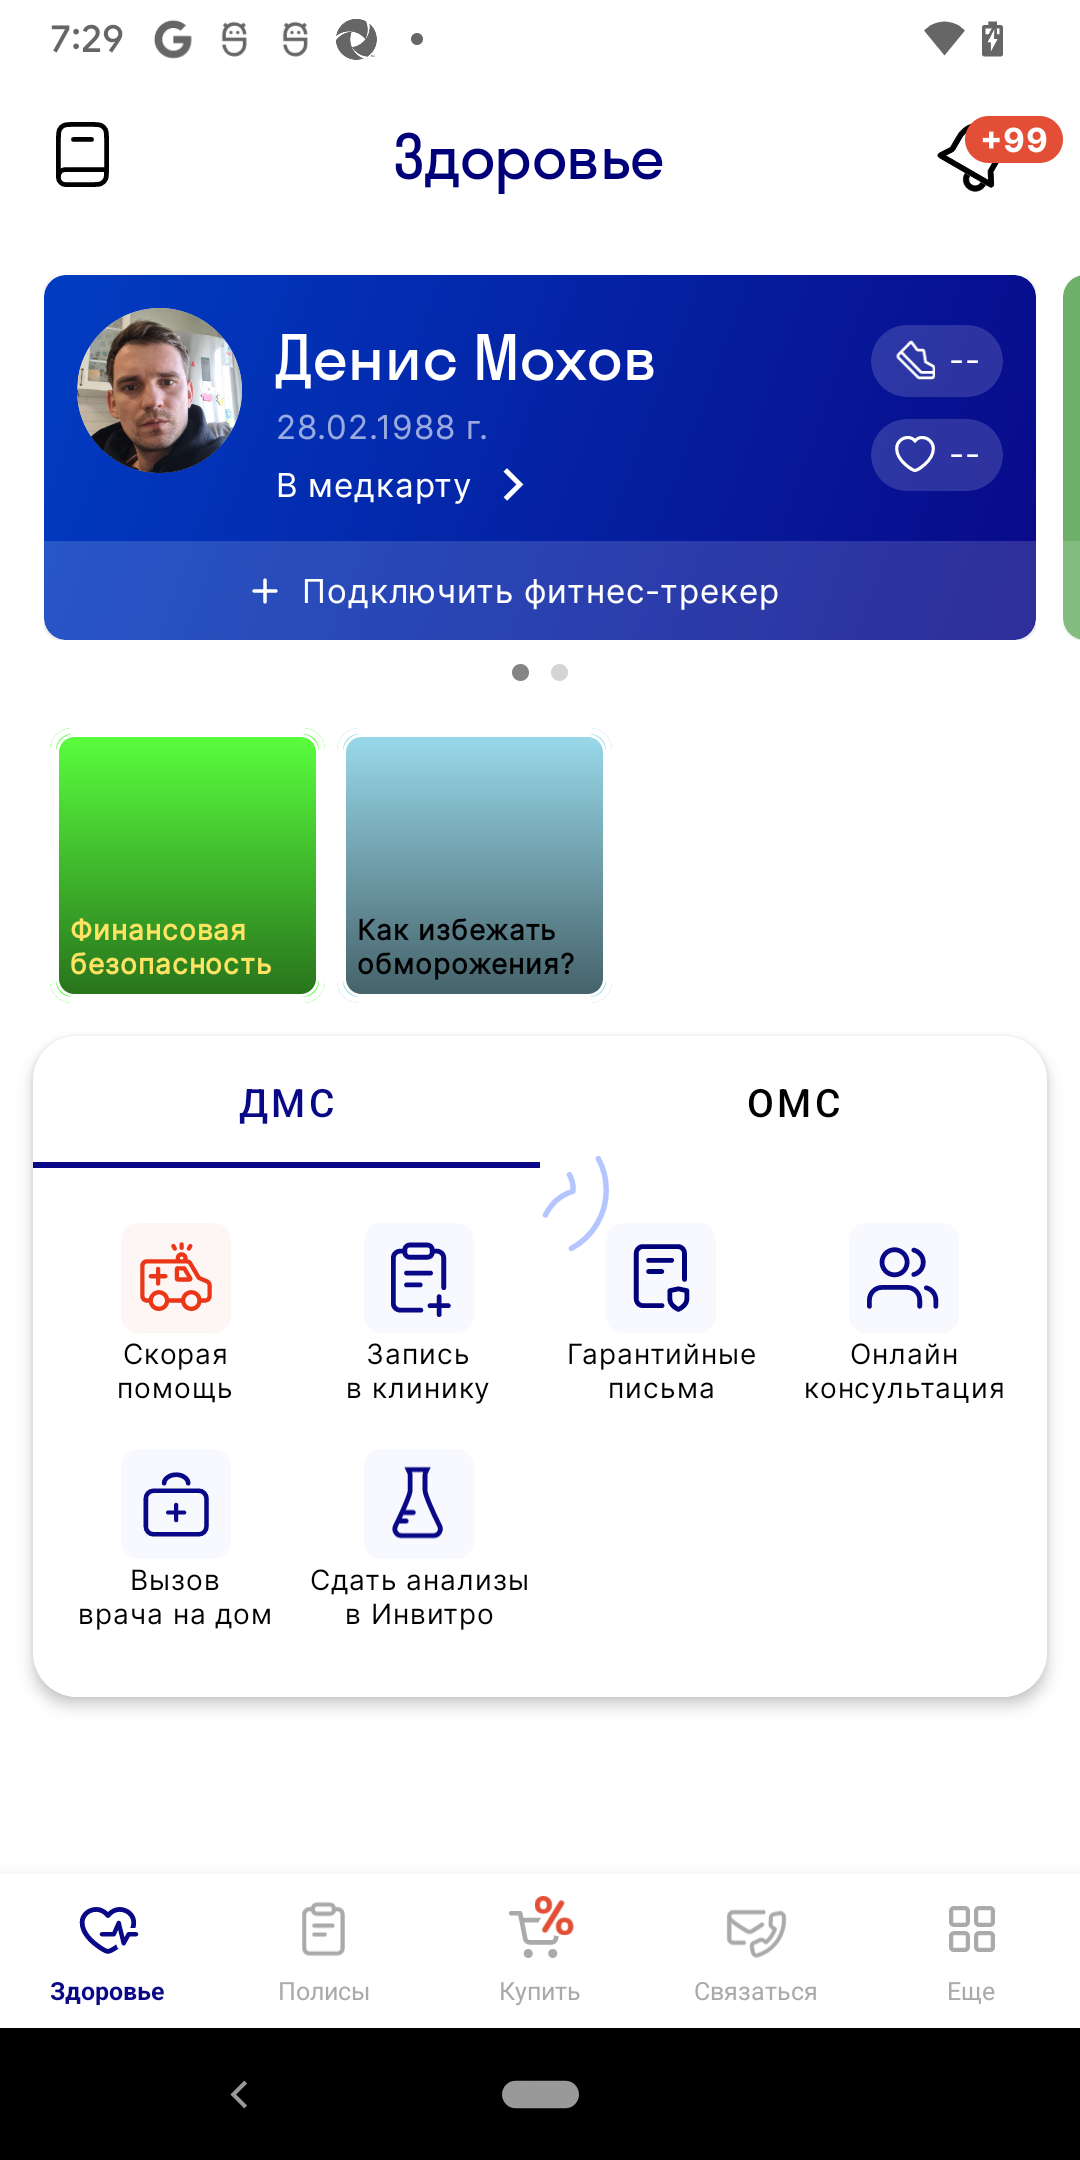 7:29
Здоровье
+99
Денис Мохов
28.02.1988 г.
В медкарту
--
--
+ Подключить фитнес-трекер
Финансовая
безопасность
Как избежать
обморожения?
ДМС
ОМС
Скорая
помощь
Запись
в клинику
Гарантийные
письма
Онлайн
консультация
Вызов
врача на дом
Сдать анализы
в Инвитро
%
Здоровье
Полисы
Купить
Связаться
Еще